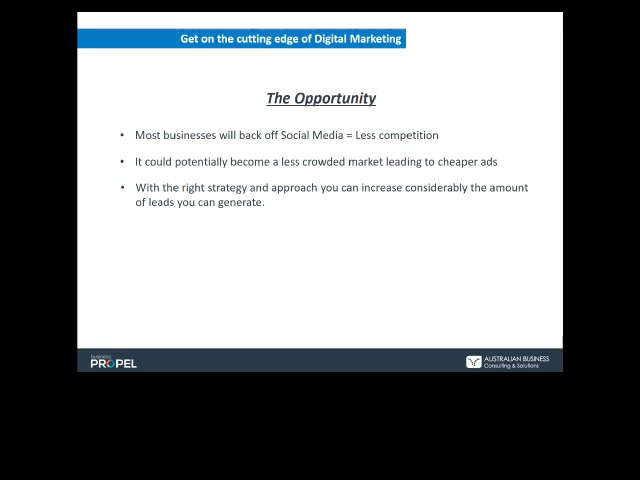 Get on the cutting edge of Digital Marketing
The Opportunity
• Most businesses will back off Social Media = Less competition
• It could potentially become a less crowded market leading to cheaper ads
• With the right strategy and approach you can increase considerably the amount
of leads you can generate.
business
PROPEL
AUSTRALIAN BUSINESS
Consulting & Solutions